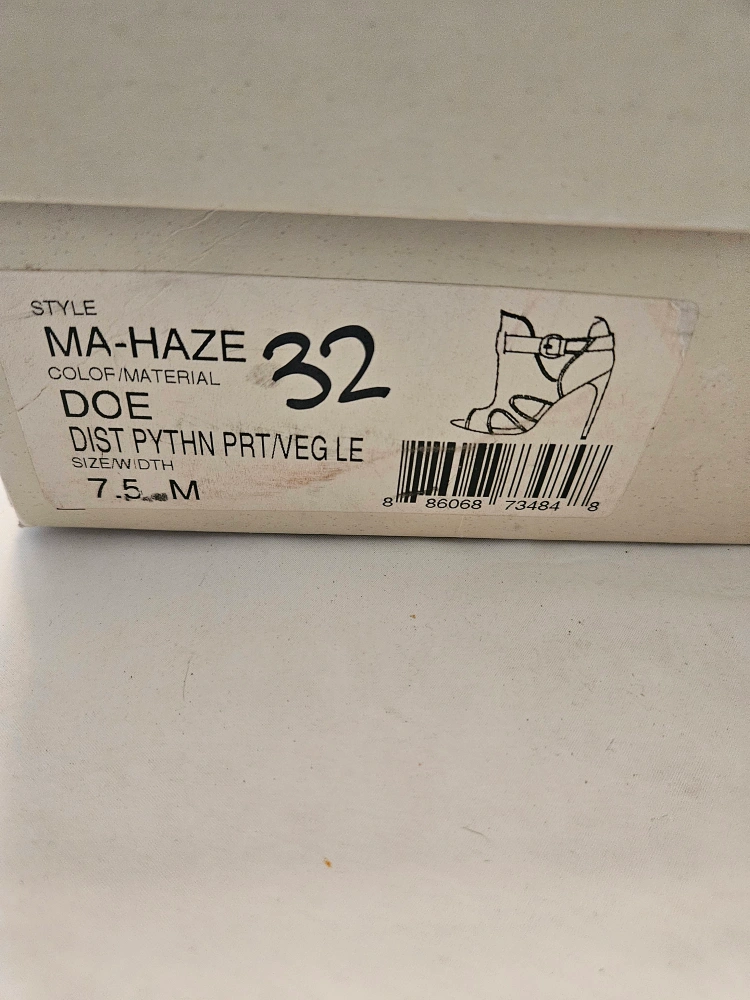 STYLE
MA-HAZE
32
COLOF/MATERIAL
DOE
DIST PYTHN PRT/VEG LE
SIZE/WIDTH
7.5 M
8 86068 73484 8